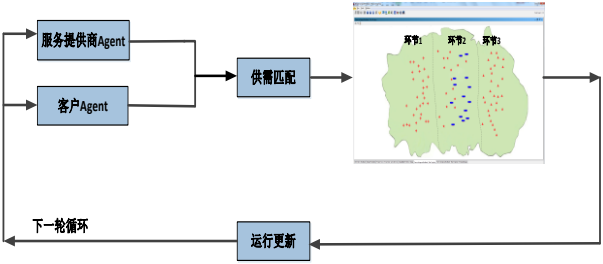 服务提供商Agent
客户Agent
供需匹配
环节1 环节2 环节3
下一轮循环
运行更新